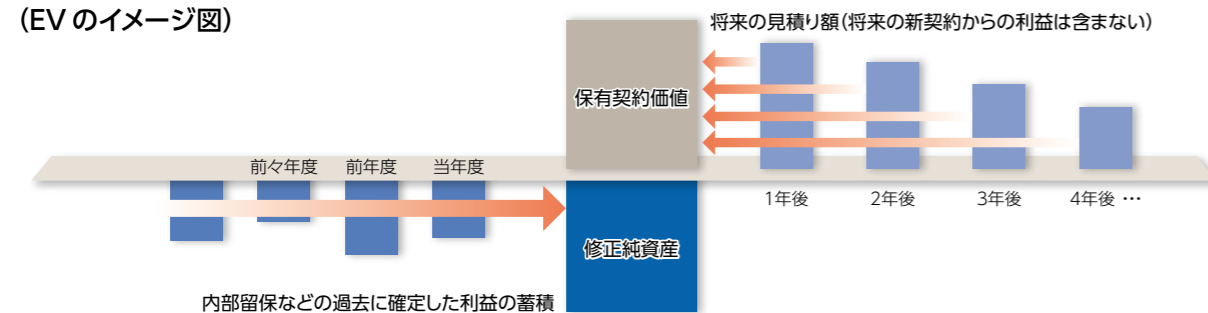 （EV のイメージ図）
将来の見積り額（将来の新契約からの利益は含まない）
保有契約価値
前々年度 前年度 当年度
1年後 2年後 3年後 4年後 …
修正純資産
内部留保などの過去に確定した利益の蓄積